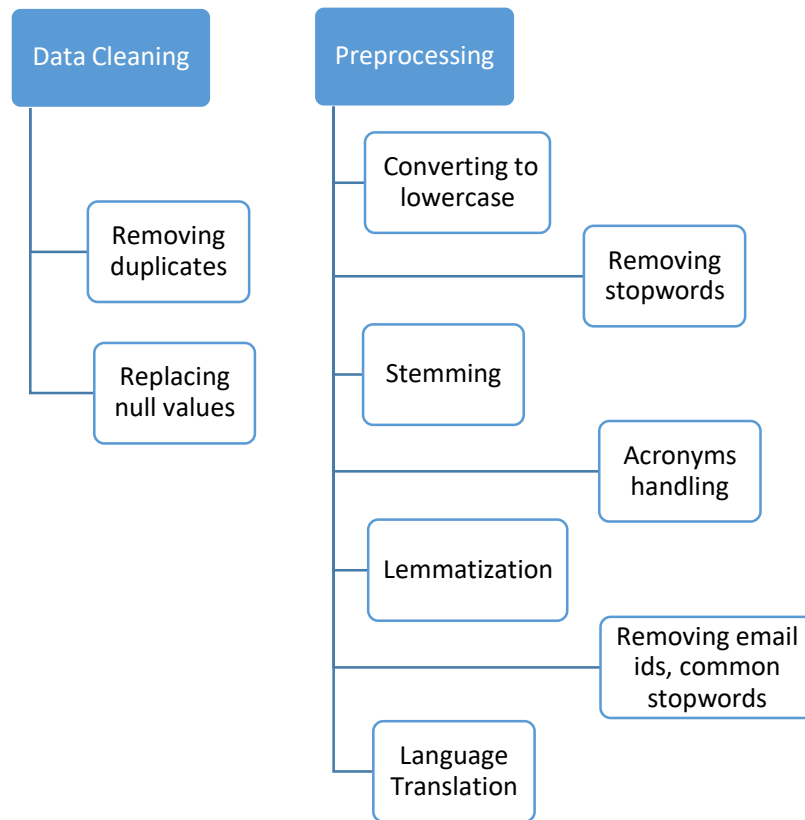 Data Cleaning
Removing
duplicates
Replacing
null values
Preprocessing
Converting to
lowercase
Removing
stopwords
Stemming
Acronyms
handling
Lemmatization
Removing email
ids, common
stopwords
Language
Translation